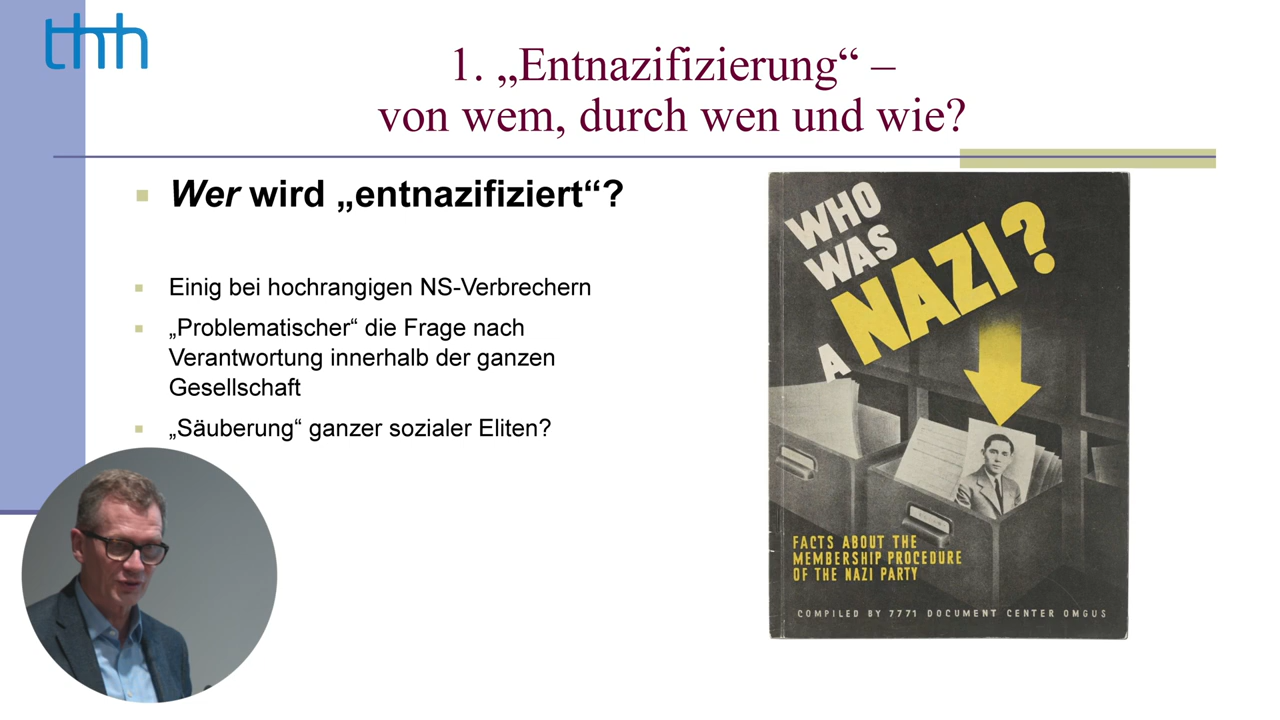 thh
1. „Entnazifizierung“ –
von wem, durch wen und wie?
Wer wird „entnazifiziert“?
Einig bei hochrangigen NS-Verbrechern
„Problematischer“ die Frage nach
Verantwortung innerhalb der ganzen
Gesellschaft
„Säuberung“ ganzer sozialer Eliten?
WHO
WAS
A NAZI?
FACTS ABOUT THE
MEMBERSHIP PROCEDURE
OF THE NAZI PARTY
COMPILED BY 7771 DOCUMENT CENTER OMGUS